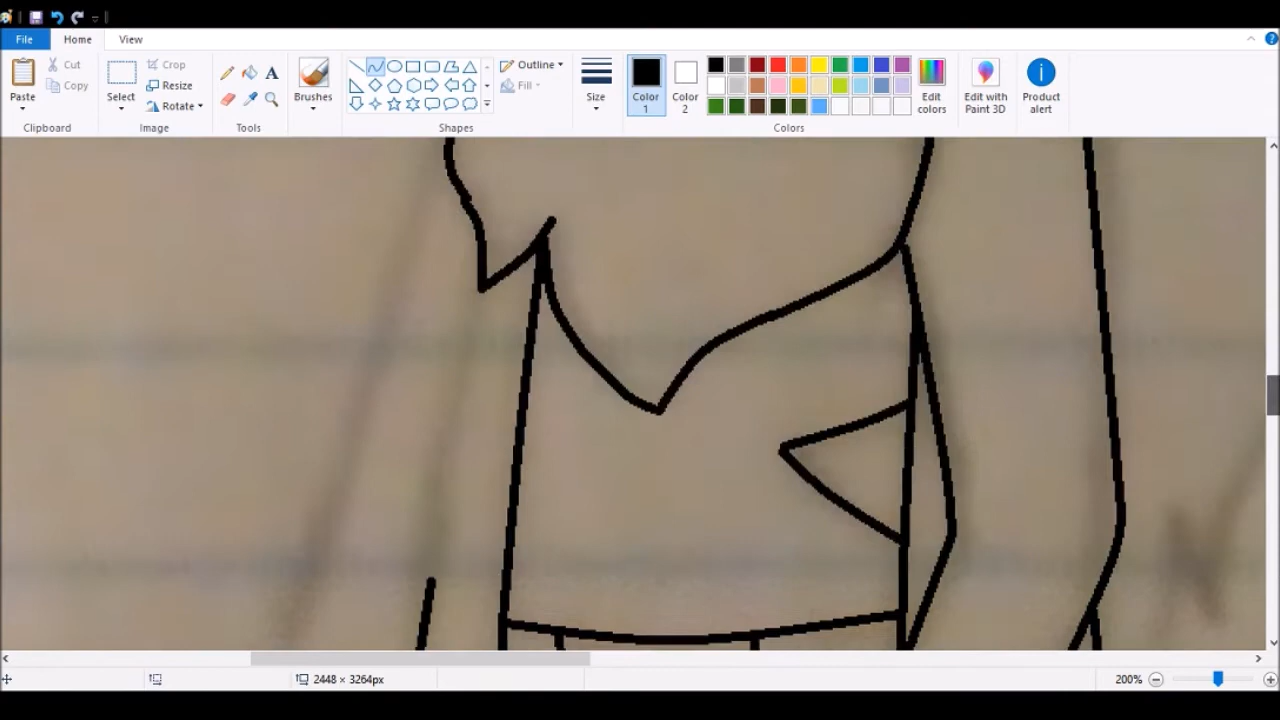 File Home View
Paste
Cut
Copy
Clipboard
Select
Crop
Resize
Rotate
Image
A
Tools
Brushes
Outline
Fill
Shapes
Size
Color 1
Color 2
Edit colors
Colors
Edit with Paint 3D
Product alert
2448 × 3264px
200%